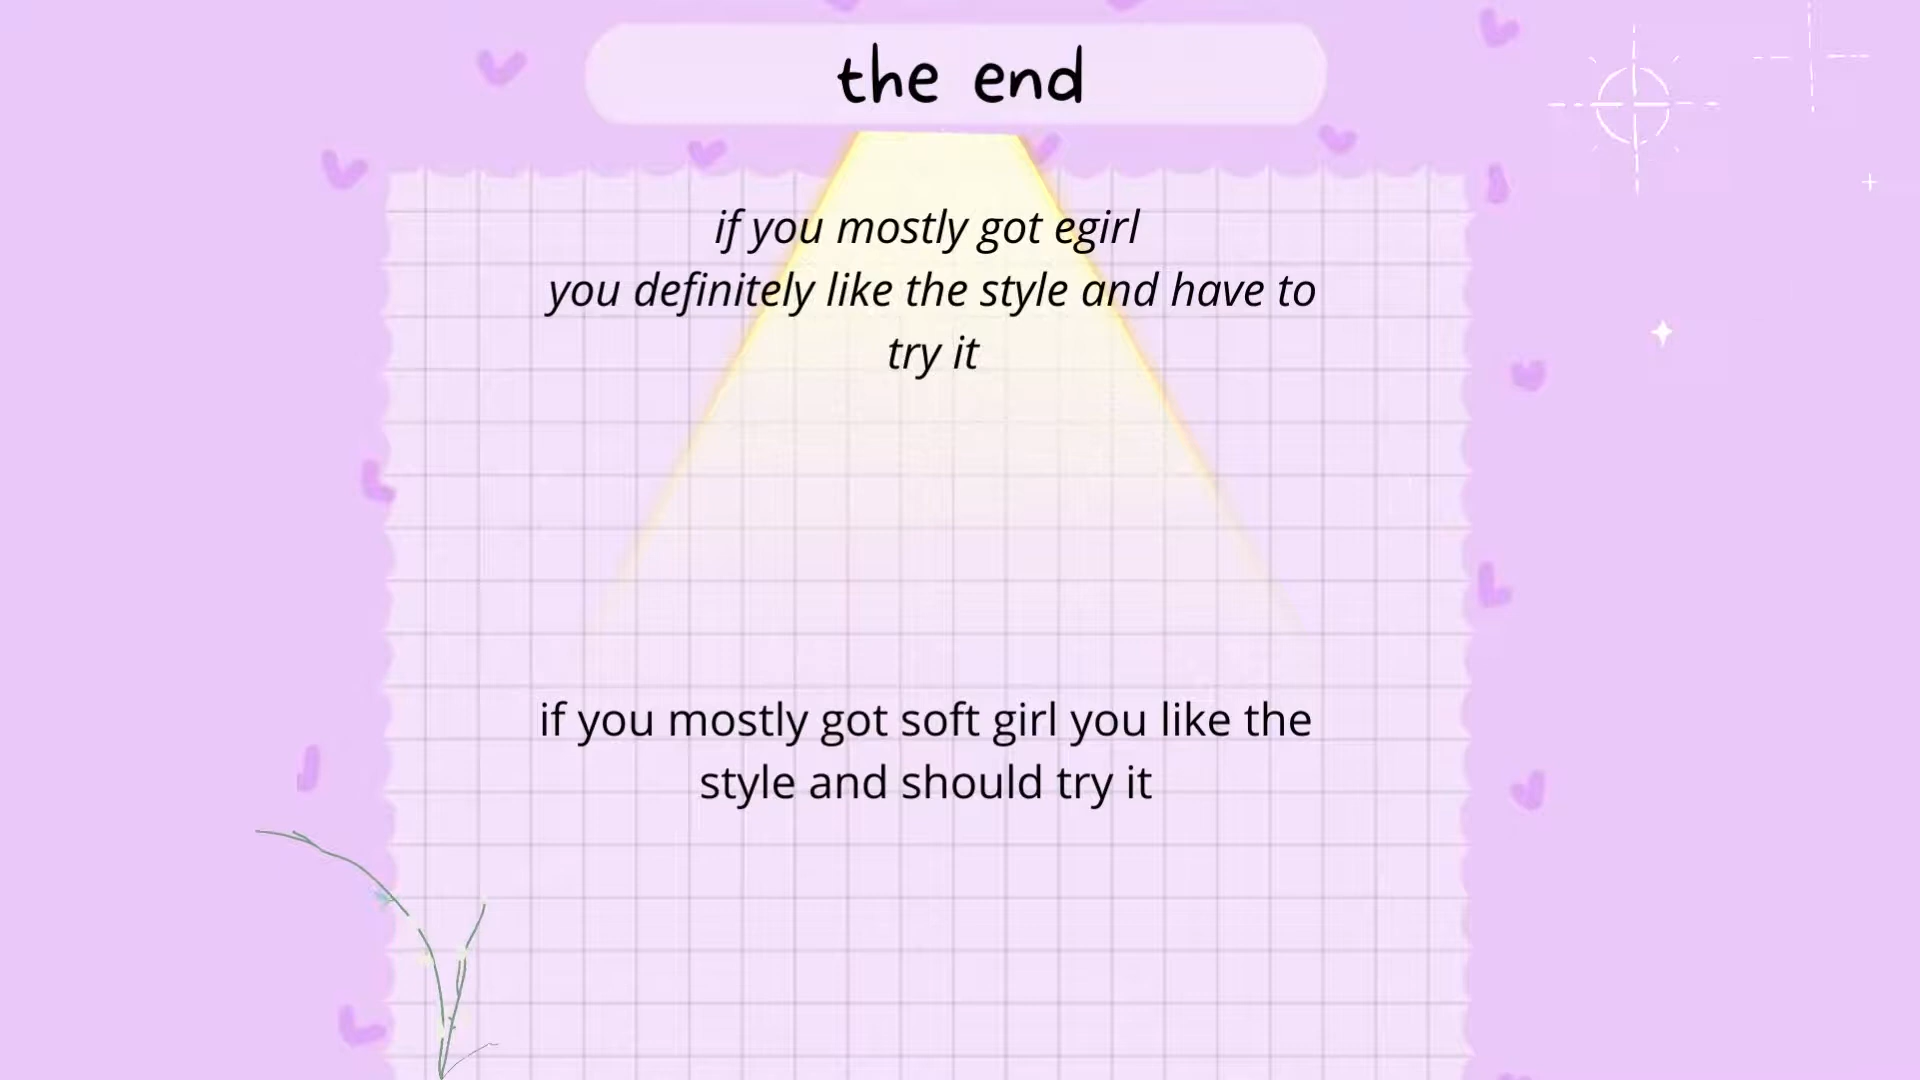 the end
if you mostly got egirl
you definitely like the style and have to
try it
if you mostly got soft girl you like the
style and should try it